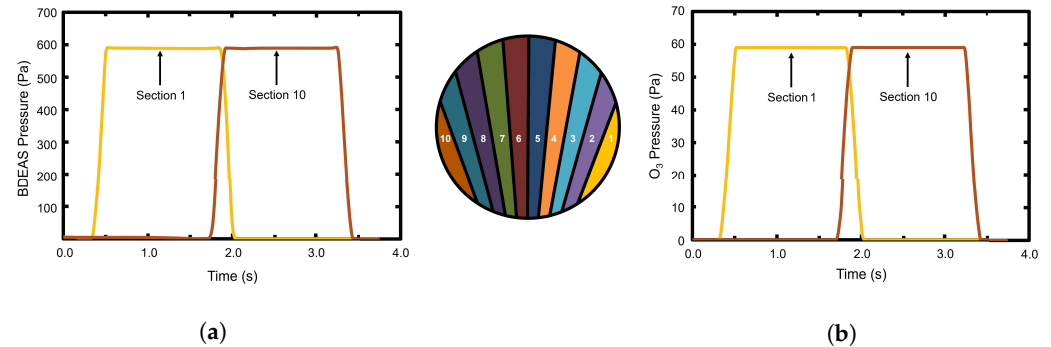 700
600
500
400
300
200
100
BDEAS Pressure (Pa)
Section 1
Section 10
0.0 1.0 2.0 3.0 4.0
Time (s)
(a)
10 9 8 7 6 5 4 3 2 1
70
60
50
40
30
20
10
0
O₃ Pressure (Pa)
Section 1
Section 10
0.0 1.0 2.0 3.0 4.0
Time (s)
(b)